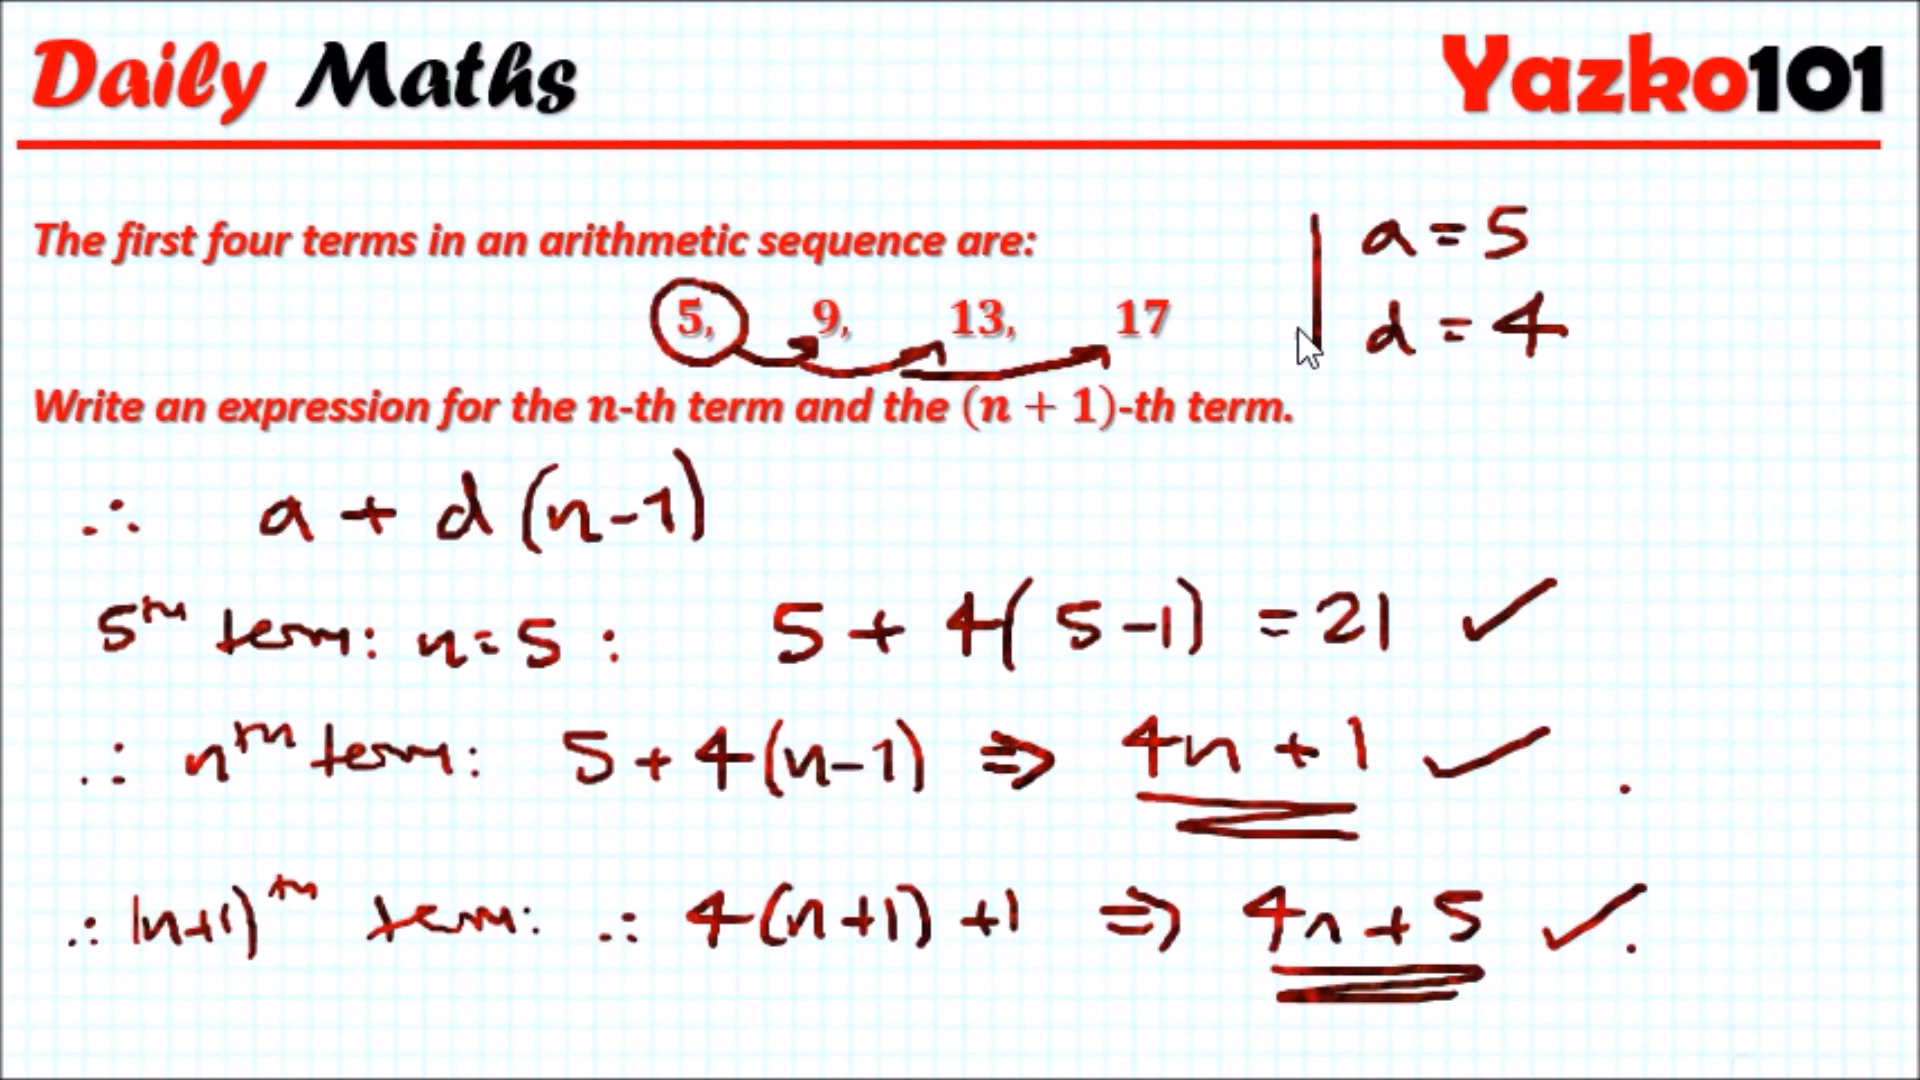 Daily Maths Yazko101
The first four terms in an arithmetic sequence are:
5, 9, 13, 17
a = 5
d = 4
Write an expression for the n-th term and the (n + 1)-th term.
∴ a + d (n-1)
5th term: n=5 : 5 + 4( 5-1) = 21 ✓
∴ nth term: 5 + 4(n-1) ⇒ 4n + 1 ✓ .
∴ (n+1)th term: ∴ 4(n+1) +1 ⇒ 4n + 5 ✓.